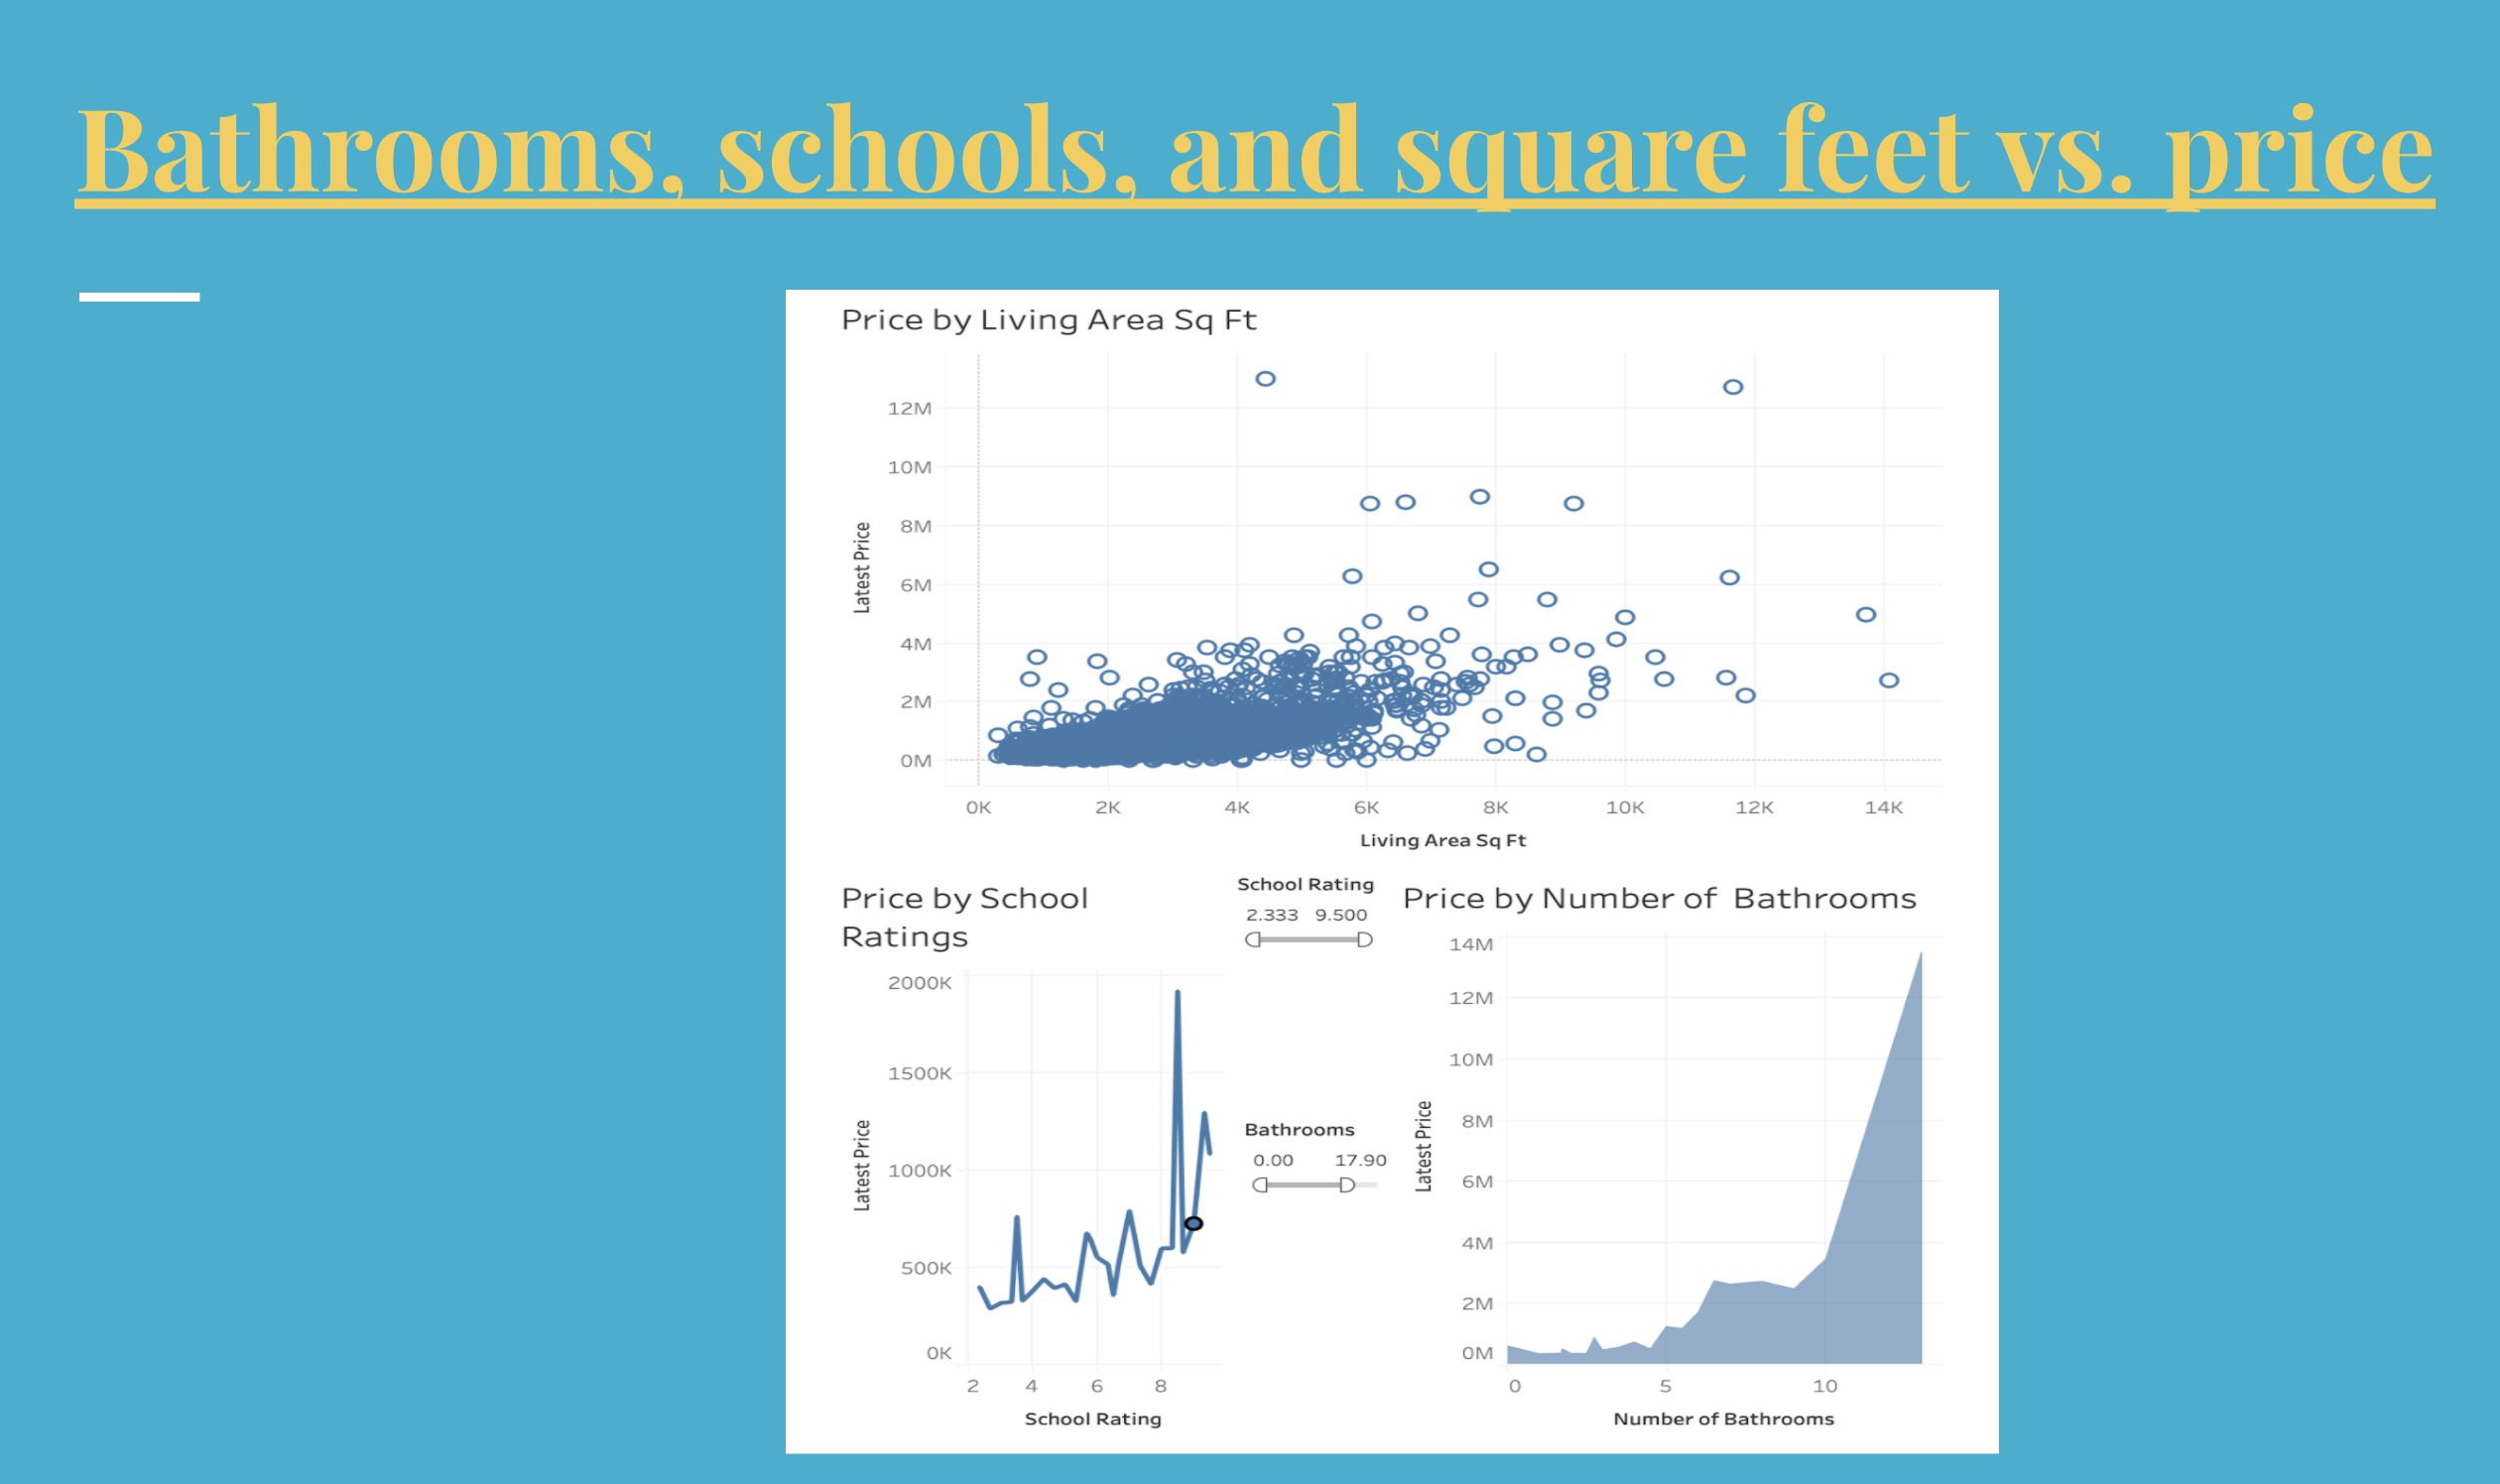 Bathrooms, schools, and square feet vs. price
Price by Living Area Sq Ft
Latest Price
12M
10M
8M
6M
4M
2M
0M
0K 2K 4K 6K 8K 10K 12K 14K
Living Area Sq Ft
Price by School
Ratings
Latest Price
2000K
1500K
1000K
500K
0K
2 4 6 8
School Rating
School Rating
2.333 9.500
Bathrooms
0.00 17.90
Price by Number of Bathrooms
Latest Price
14M
12M
10M
8M
6M
4M
2M
0M
0 5 10
Number of Bathrooms